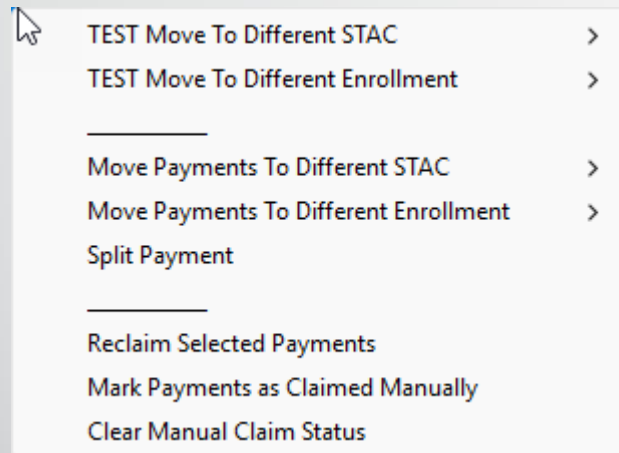 TEST Move To Different STAC
TEST Move To Different Enrollment
Move Payments To Different STAC
Move Payments To Different Enrollment
Split Payment
Reclaim Selected Payments
Mark Payments as Claimed Manually
Clear Manual Claim Status